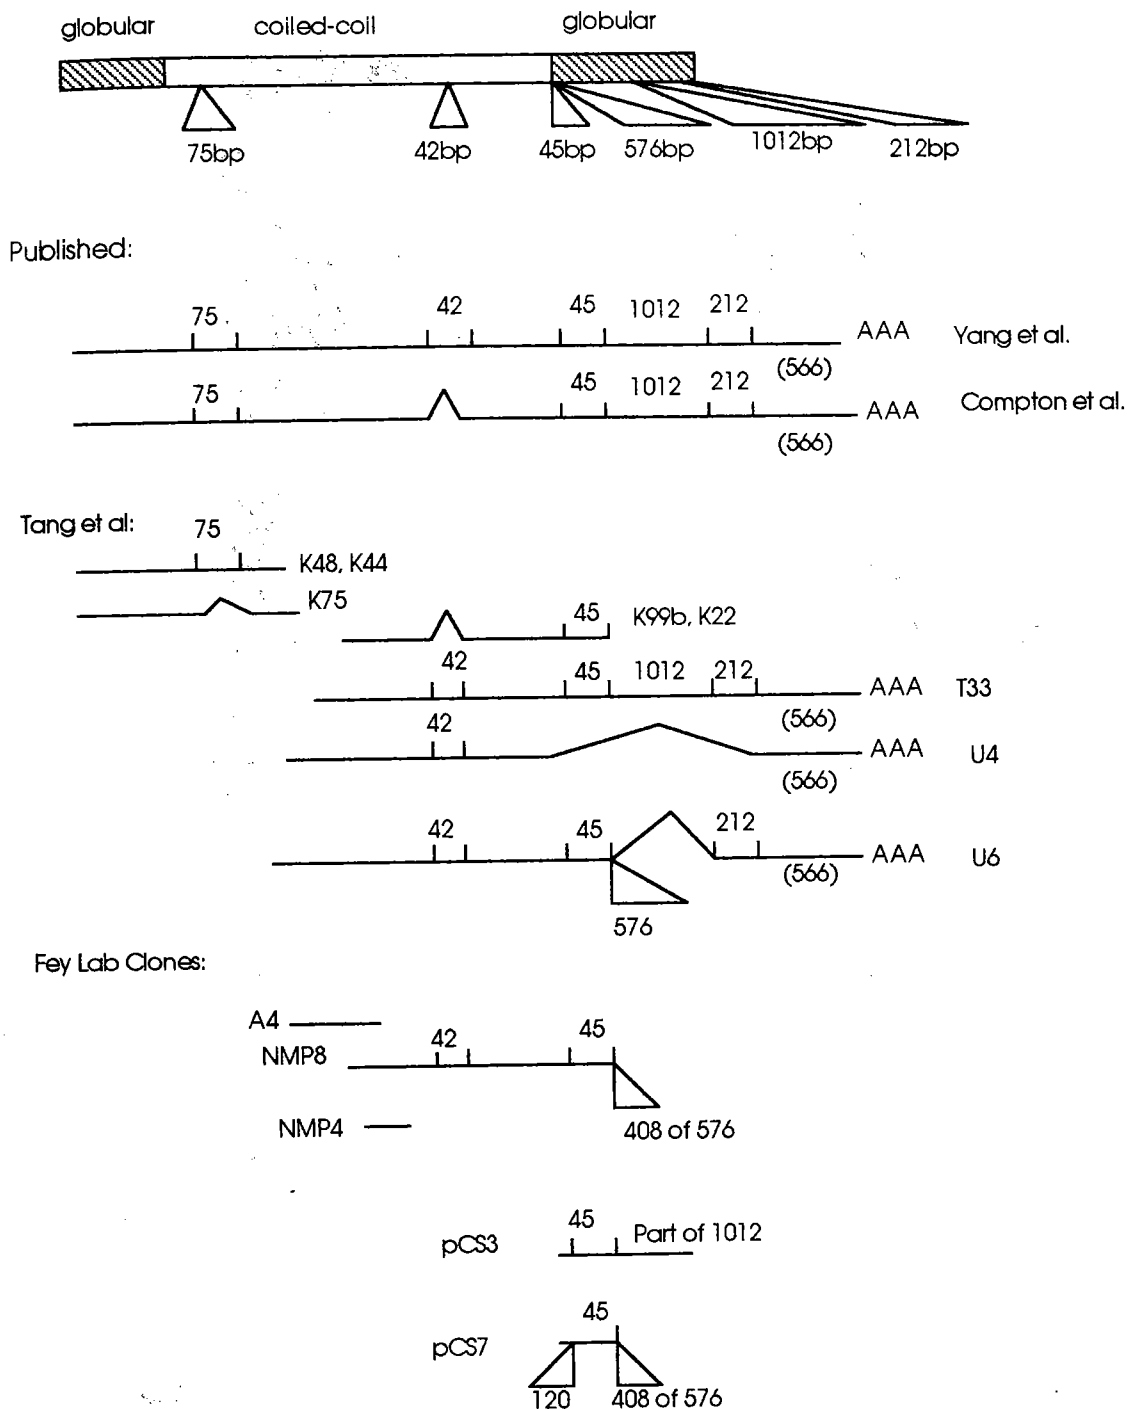 globular coiled-coil globular
75bp 42bp 45bp 576bp 1012bp 212bp
Published:
75 42 45 1012 212 AAA Yang et al.
(566)
75 45 1012 212 AAA Compton et al.
(566)
Tang et al:
75
K48, K44
K75
45 K99b, K22
42 45 1012 212 AAA T33
(566)
42 AAA U4
(566)
42 45 212 AAA U6
(566)
576
Fey Lab Clones:
A4
NMP8 42 45
NMP4 408 of 576
pCS3 45 Part of 1012
pCS7 45
120 408 of 576